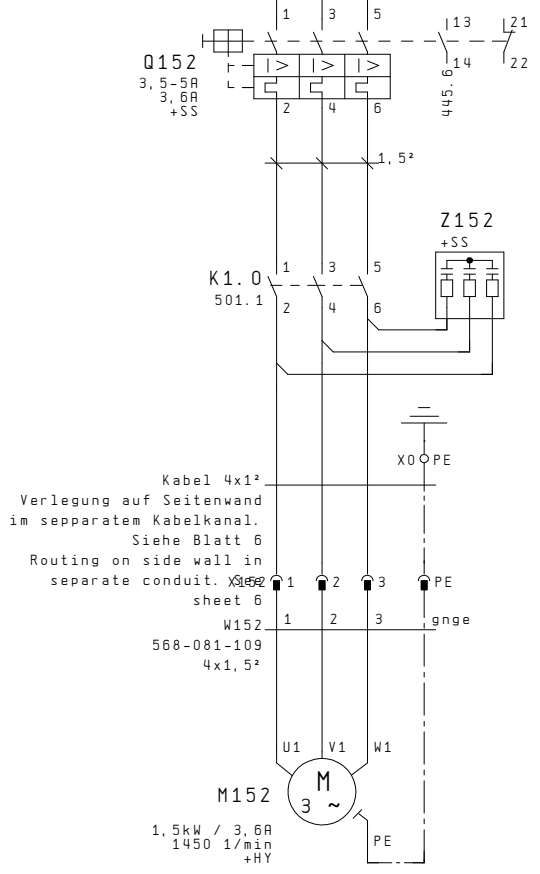 1 3 5 13 21
Q152 14 22
3,5-5A
3,6A
+SS
445.6
2 4 6
1,5²
Z152
+SS
K1.0 1 3 5
501.1 2 4 6
X0 PE
Kabel 4x1²
Verlegung auf Seitenwand
im sepparatem Kabelkanal.
Siehe Blatt 6
Routing on side wall in
separate conduit. See
sheet 6
X152 1 2 3 PE
W152 1 2 3 gnge
568-081-109
4x1,5²
U1 V1 W1
M
3 ~
M152
1,5kW / 3,6A
1450 1/min
+HY
PE